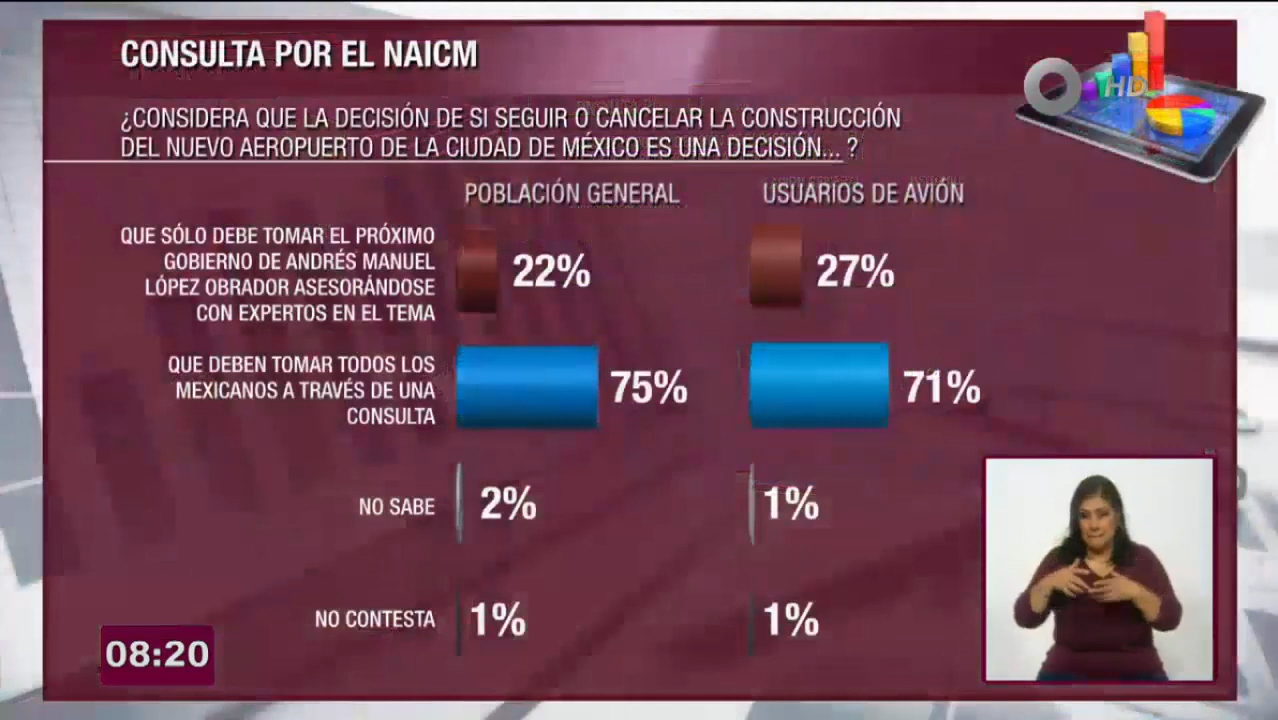 CONSULTA POR EL NAICM
HD
¿CONSIDERA QUE LA DECISIÓN DE SI SEGUIR O CANCELAR LA CONSTRUCCIÓN
DEL NUEVO AEROPUERTO DE LA CIUDAD DE MÉXICO ES UNA DECISIÓN... ?
POBLACIÓN GENERAL
USUARIOS DE AVIÓN
QUE SÓLO DEBE TOMAR EL PRÓXIMO
GOBIERNO DE ANDRÉS MANUEL
LÓPEZ OBRADOR ASESORÁNDOSE
CON EXPERTOS EN EL TEMA
22%
27%
QUE DEBEN TOMAR TODOS LOS
MEXICANOS A TRAVÉS DE UNA
CONSULTA
75%
71%
NO SABE
2%
1%
NO CONTESTA
1%
1%
08:20